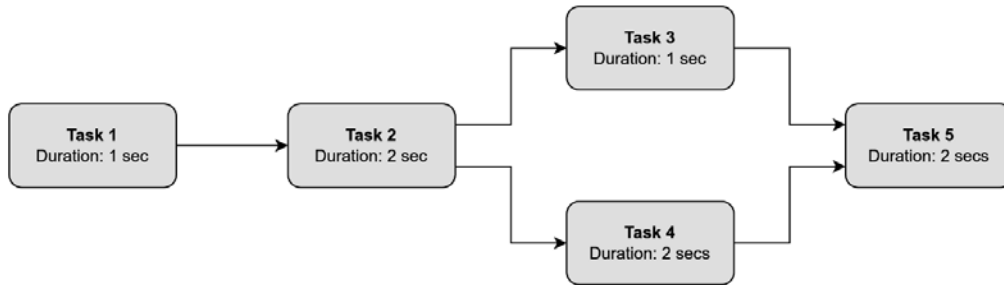 Task 1
Duration: 1 sec
Task 2
Duration: 2 sec
Task 3
Duration: 1 sec
Task 4
Duration: 2 secs
Task 5
Duration: 2 secs